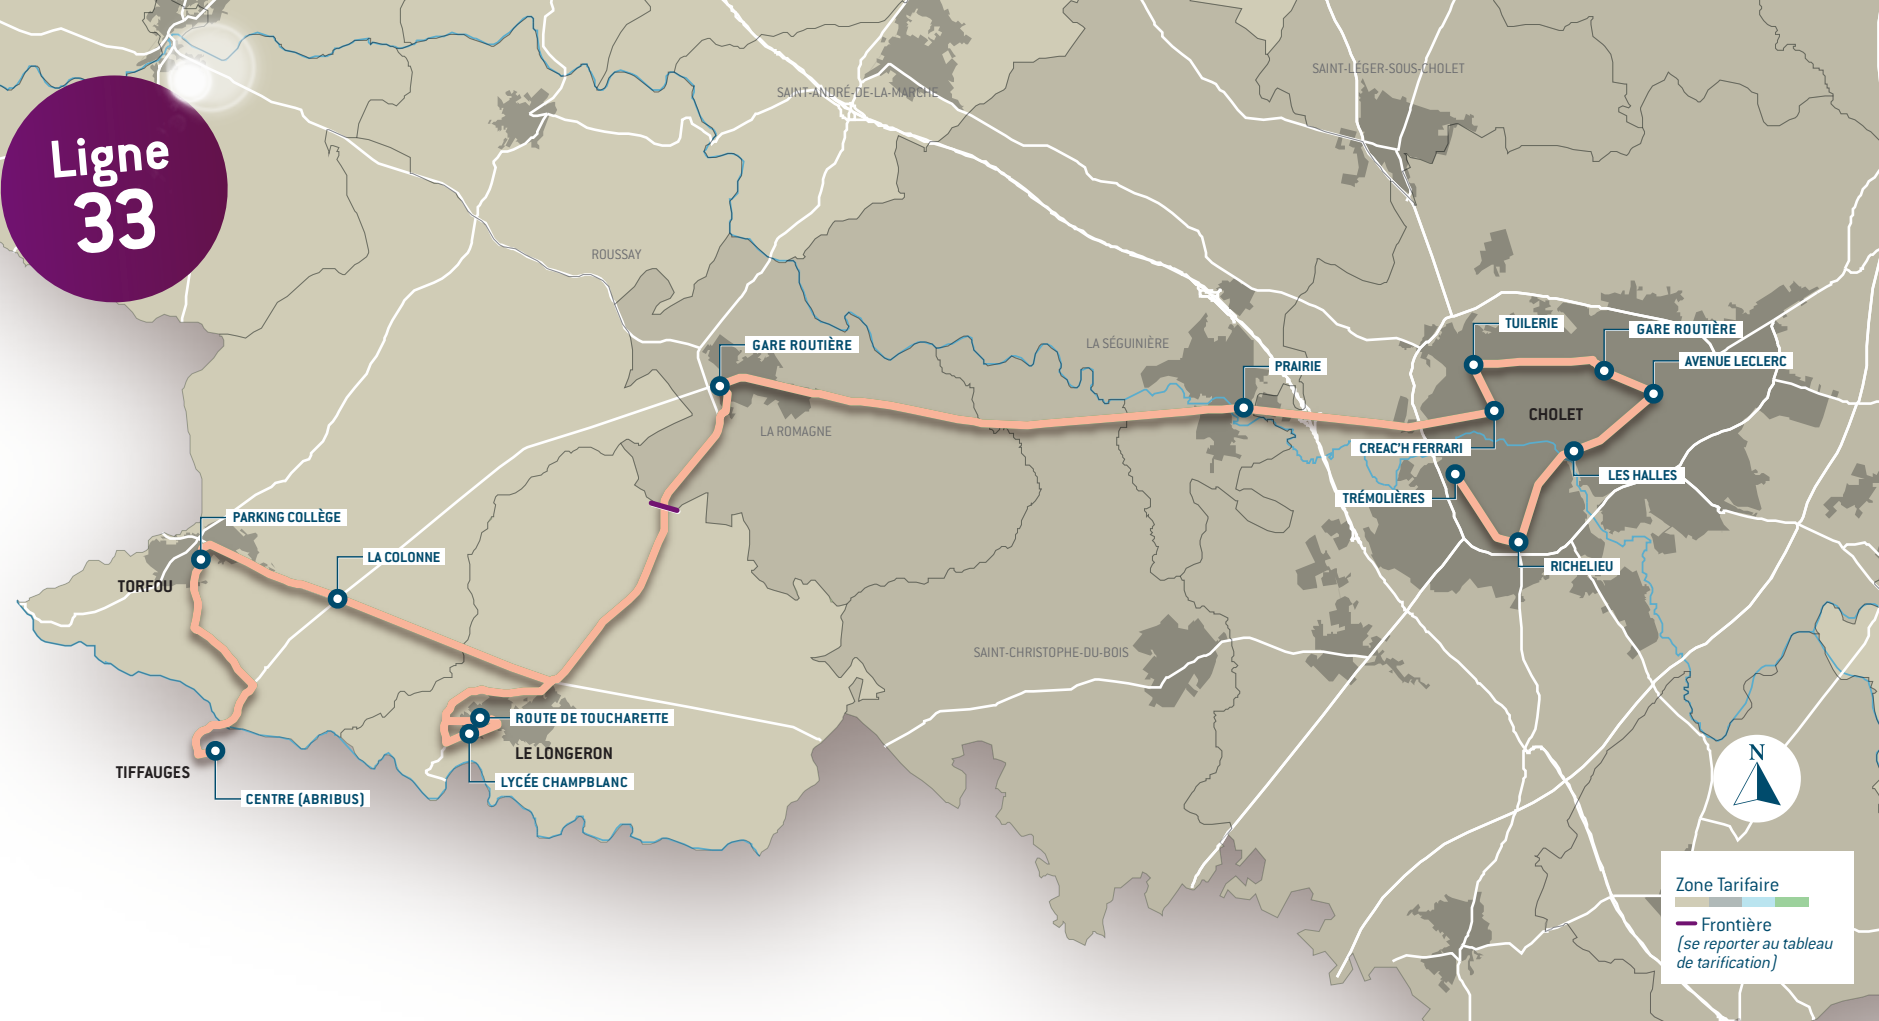 Ligne
33
SAINT-LÉGER-SOUS-CHOLET
SAINT-ANDRÉ-DE-LA-MARCHE
ROUSSAY
TUILERIE
GARE ROUTIÈRE
GARE ROUTIÈRE
LA SÉGUINIÈRE
AVENUE LECLERC
PRAIRIE
CHOLET
LA ROMAGNE
CREAC'H FERRARI
LES HALLES
TRÉMOLIÈRES
PARKING COLLÈGE
LA COLONNE
RICHELIEU
TORFOU
SAINT-CHRISTOPHE-DU-BOIS
ROUTE DE TOUCHARETTE
LE LONGERON
TIFFAUGES
LYCÉE CHAMPBLANC
CENTRE (ABRIBUS)
N
Zone Tarifaire
Frontière
(se reporter au tableau
de tarification)